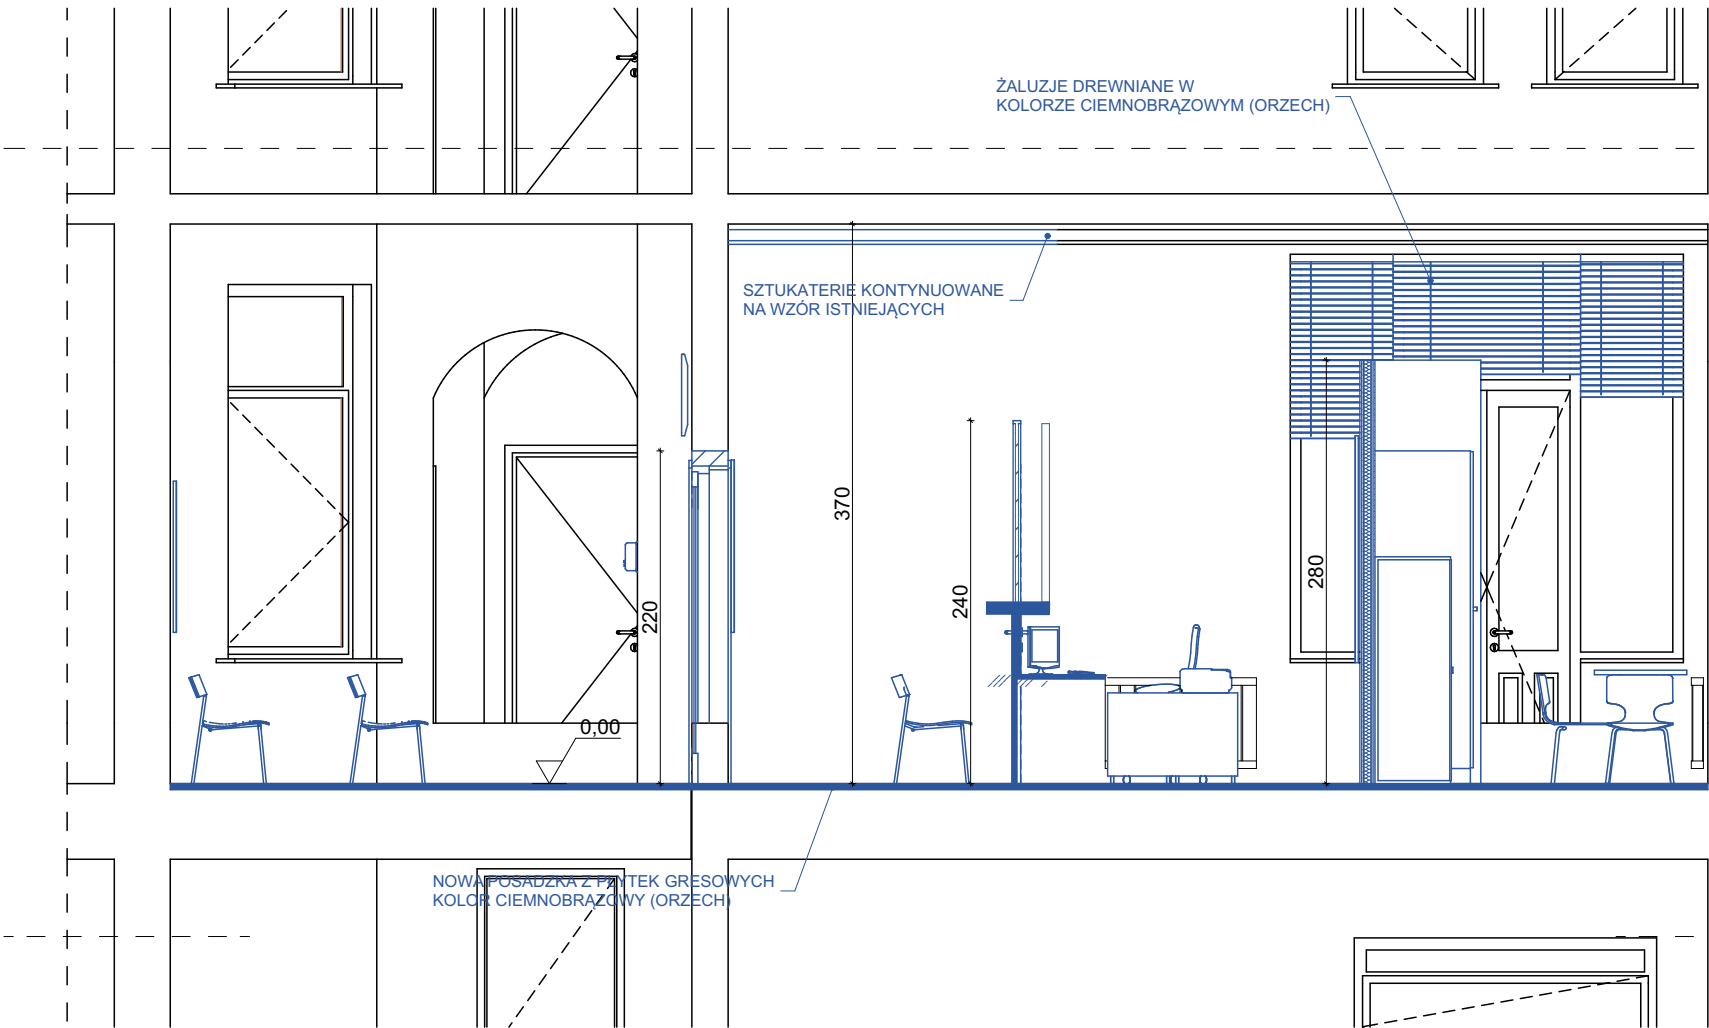 ŻALUZJE DREWNIANE W
KOLORZE CIEMNOBRĄZOWYM (ORZECH)
SZTUKATERIE KONTYNUOWANE
NA WZÓR ISTNIEJĄCYCH
370
240
280
220
0,00
NOWA POSADZKA Z PŁYTEK GRESOWYCH
KOLOR CIEMNOBRĄZOWY (ORZECH)